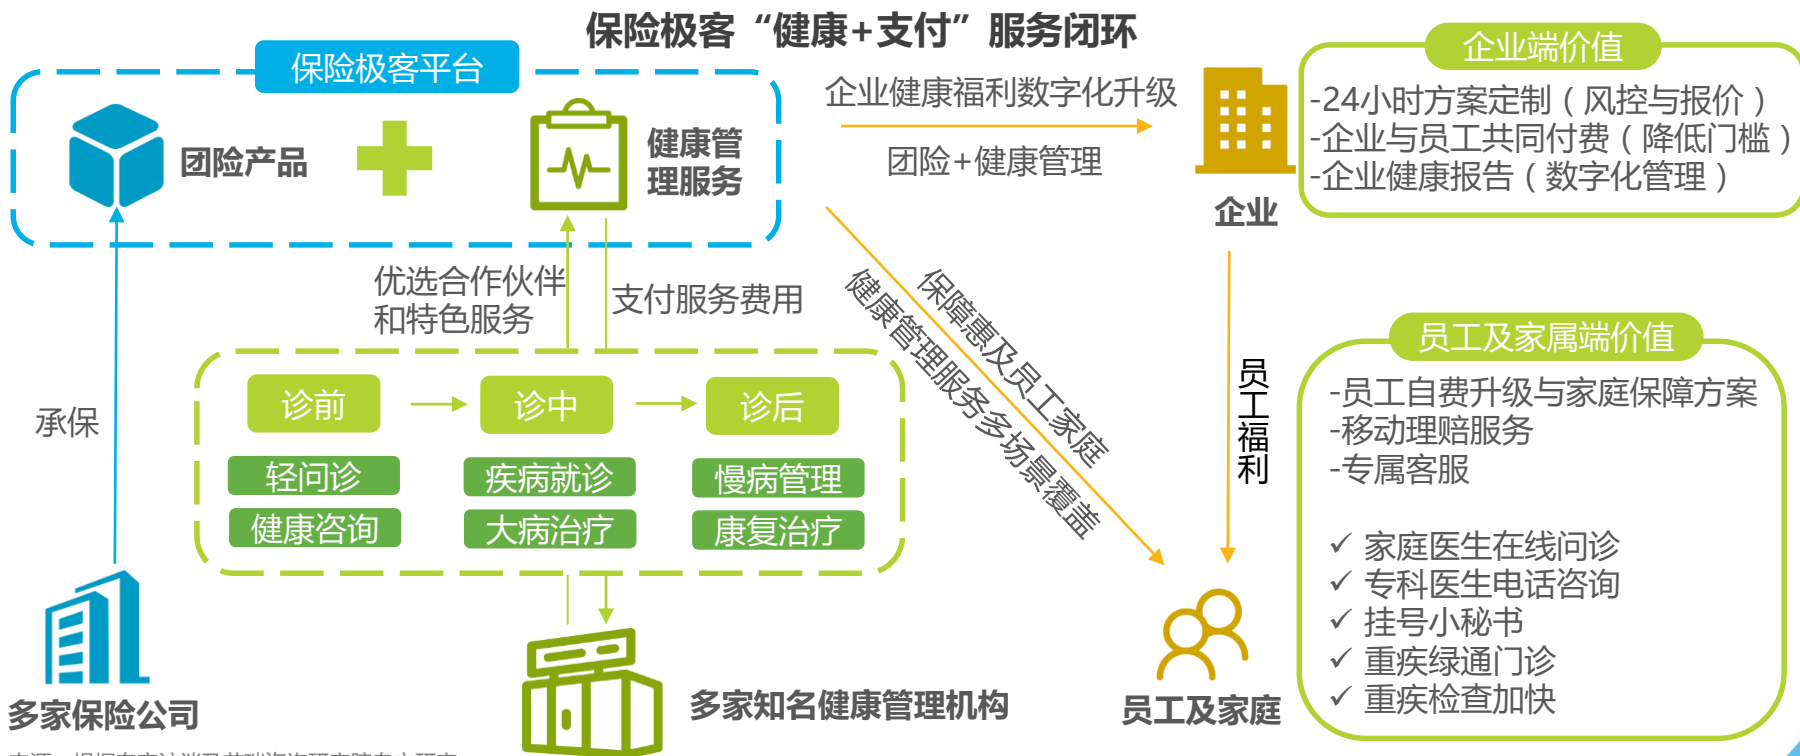 保险极客“健康+支付”服务闭环
保险极客平台
团险产品
健康管
理服务
企业健康福利数字化升级
团险+健康管理
企业
企业端价值
-24小时方案定制（风控与报价）
-企业与员工共同付费（降低门槛）
-企业健康报告（数字化管理）
优选合作伙伴
和特色服务
支付服务费用
保障惠及员工家庭
健康管理服务多场景覆盖
员工福利
承保
诊前
诊中
诊后
轻问诊
疾病就诊
慢病管理
健康咨询
大病治疗
康复治疗
员工及家属端价值
-员工自费升级与家庭保障方案
-移动理赔服务
-专属客服
✓ 家庭医生在线问诊
✓ 专科医生电话咨询
✓ 挂号小秘书
✓ 重疾绿通门诊
✓ 重疾检查加快
多家保险公司
多家知名健康管理机构
员工及家庭